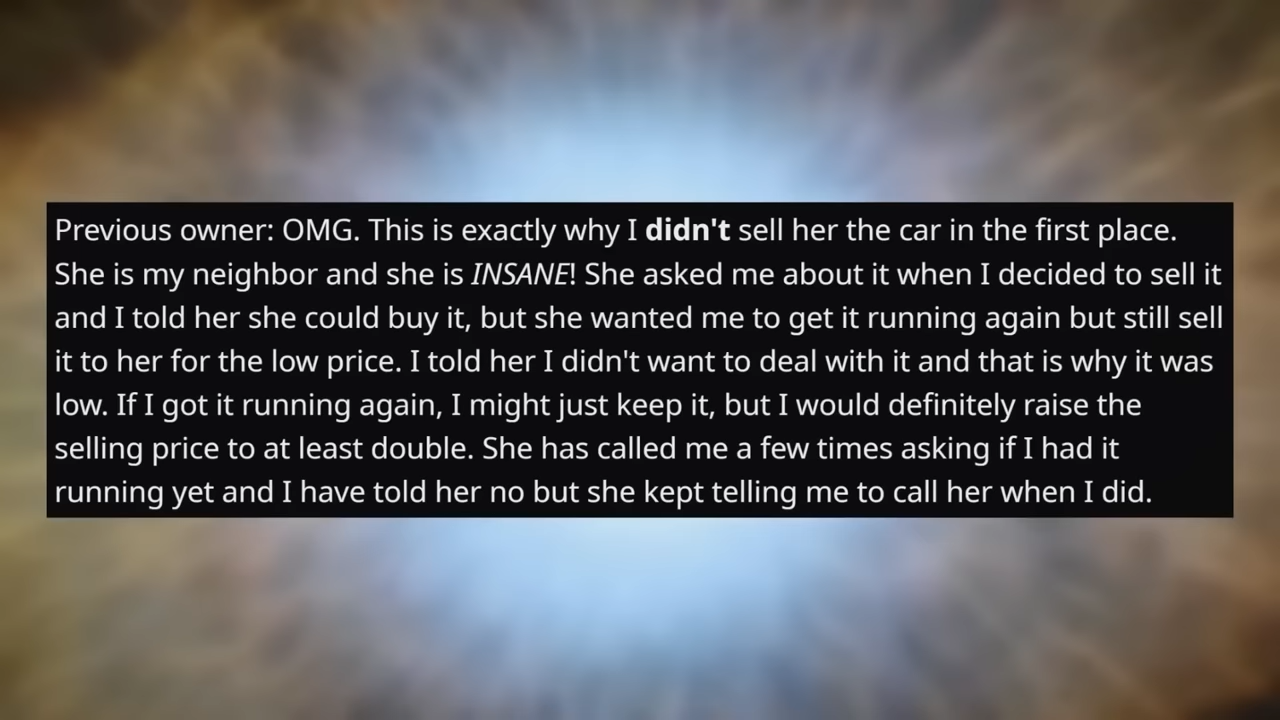 Previous owner: OMG. This is exactly why I didn't sell her the car in the first place.
She is my neighbor and she is INSANE! She asked me about it when I decided to sell it
and I told her she could buy it, but she wanted me to get it running again but still sell
it to her for the low price. I told her I didn't want to deal with it and that is why it was
low. If I got it running again, I might just keep it, but I would definitely raise the
selling price to at least double. She has called me a few times asking if I had it
running yet and I have told her no but she kept telling me to call her when I did.